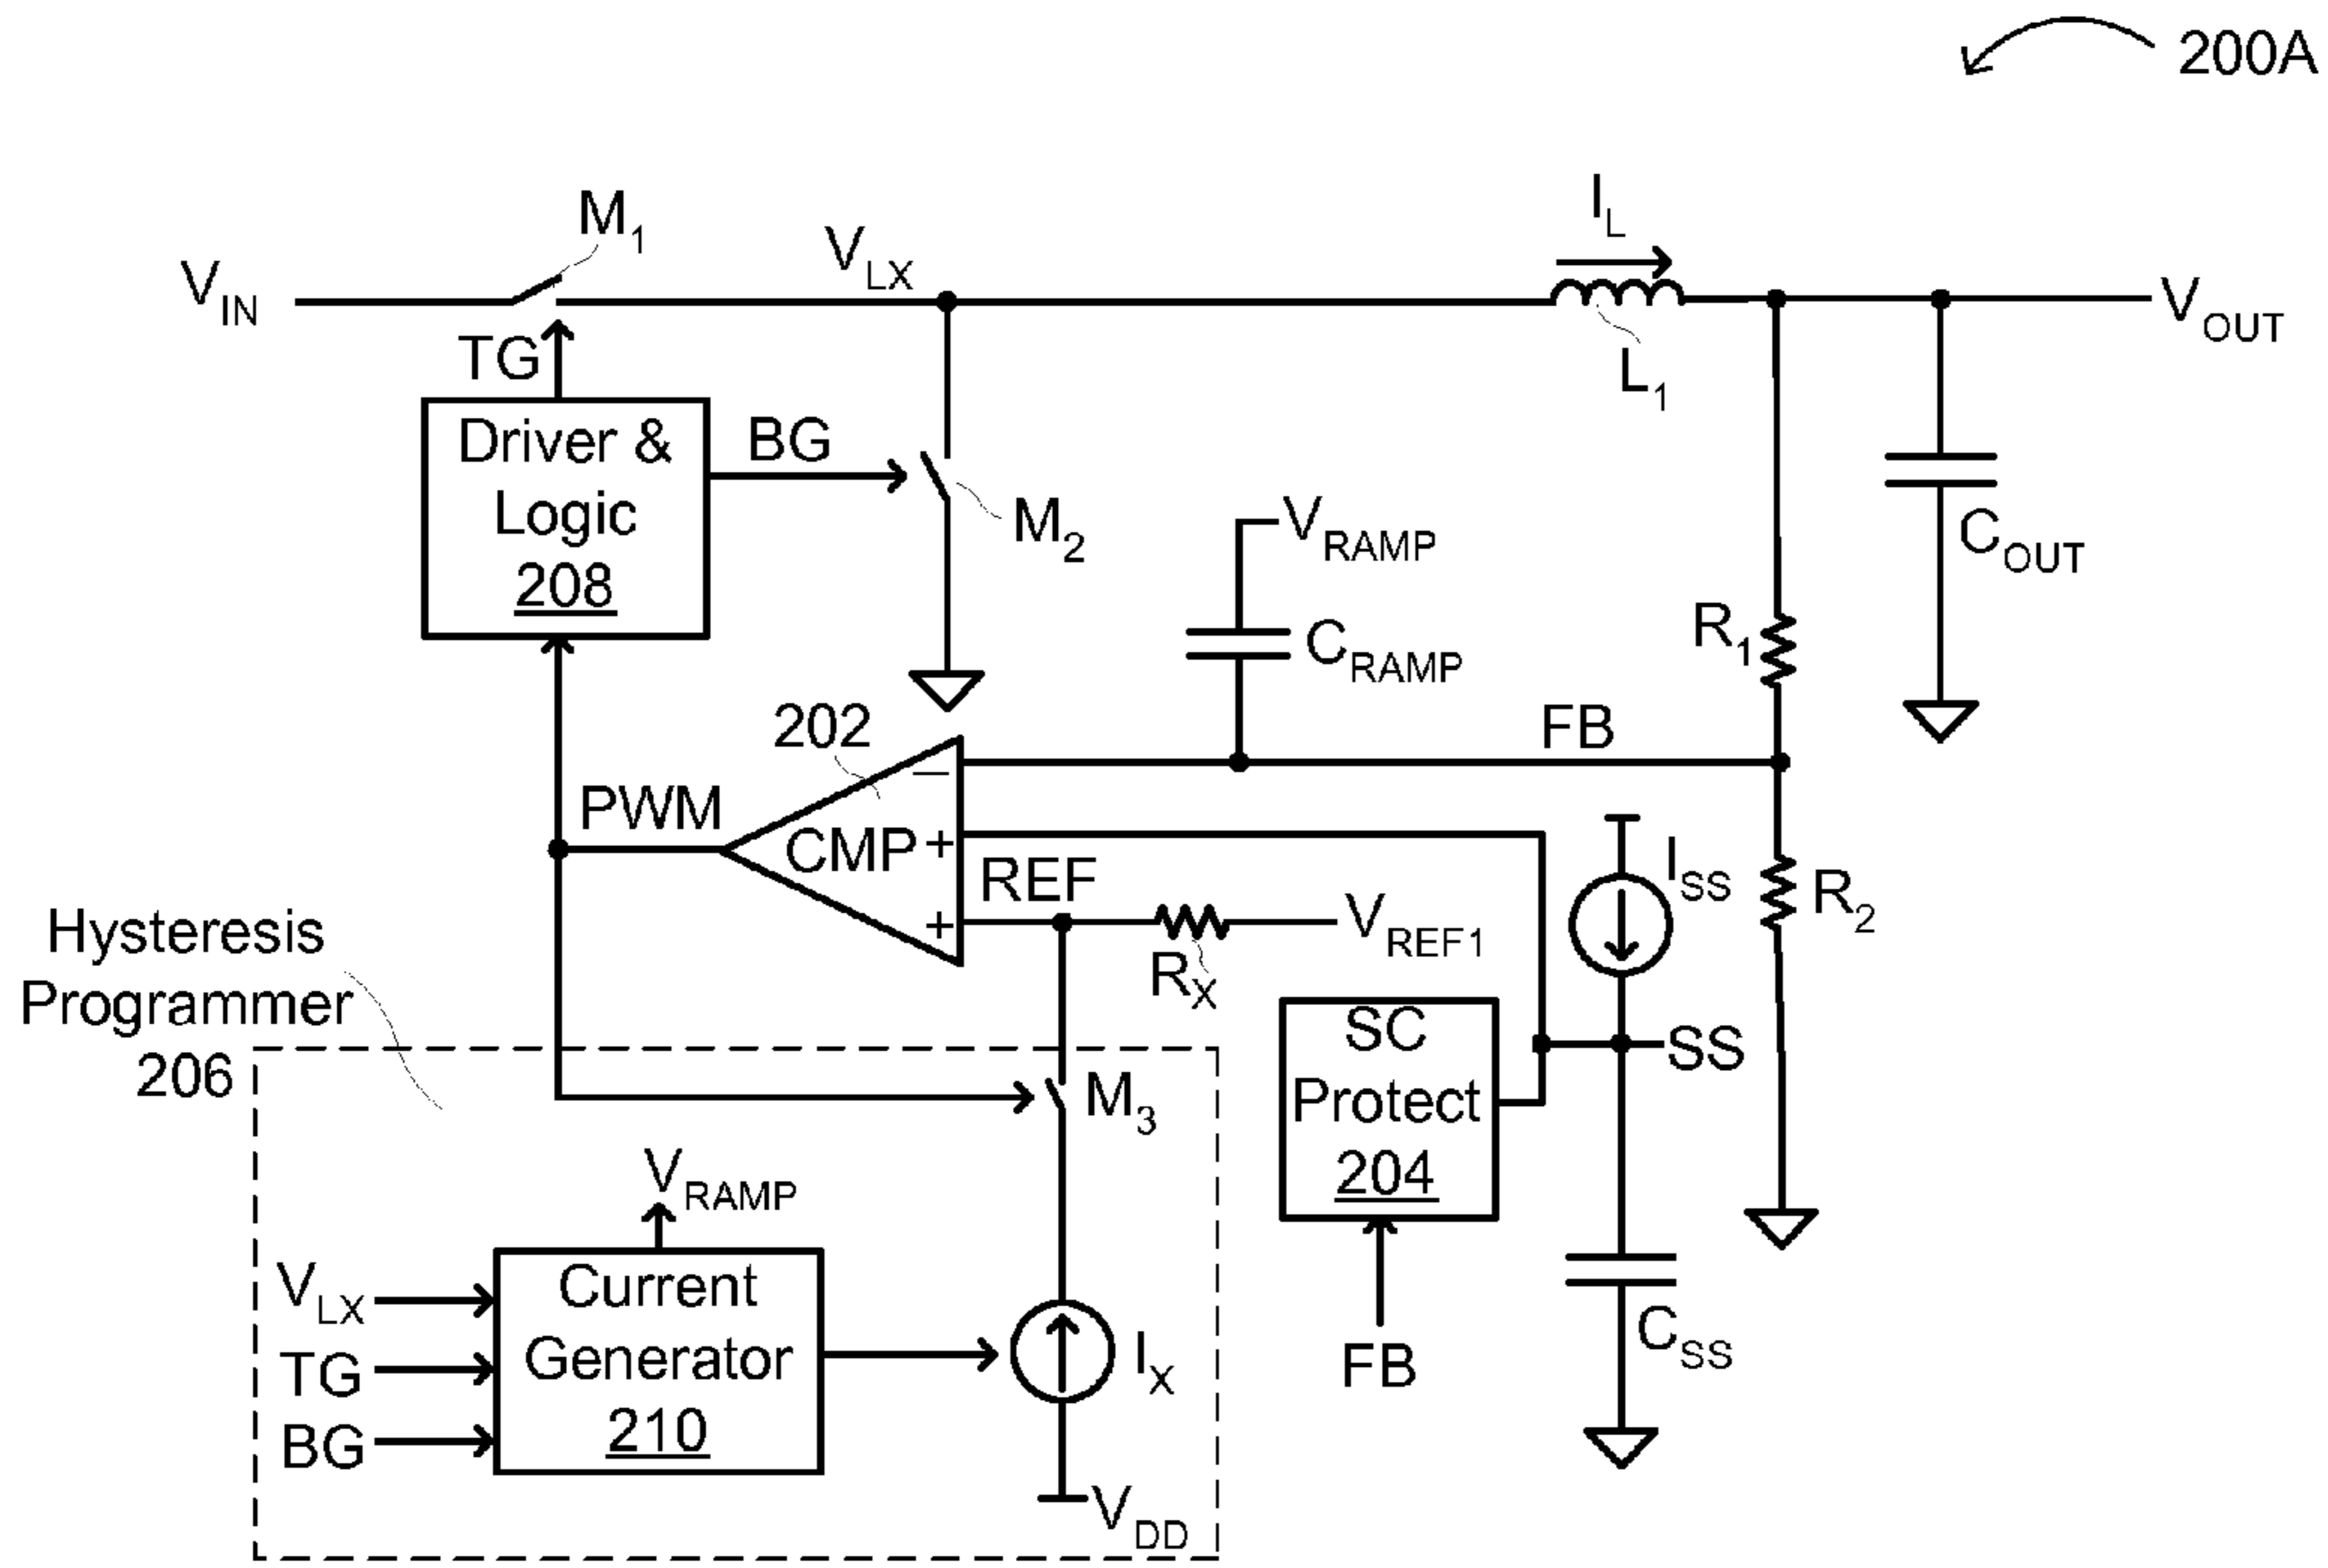 200A
M1
IL
VIN
VLX
VOUT
TG
L1
Driver &
Logic
208
BG
M2
VRAMP
COUT
CRAMP
R1
202
FB
PWM
CMP
−
+
+
REF
ISS
R2
VREF1
RX
Hysteresis
Programmer
206
SC
Protect
204
SS
M3
VRAMP
VLX
TG
BG
Current
Generator
210
IX
FB
CSS
VDD